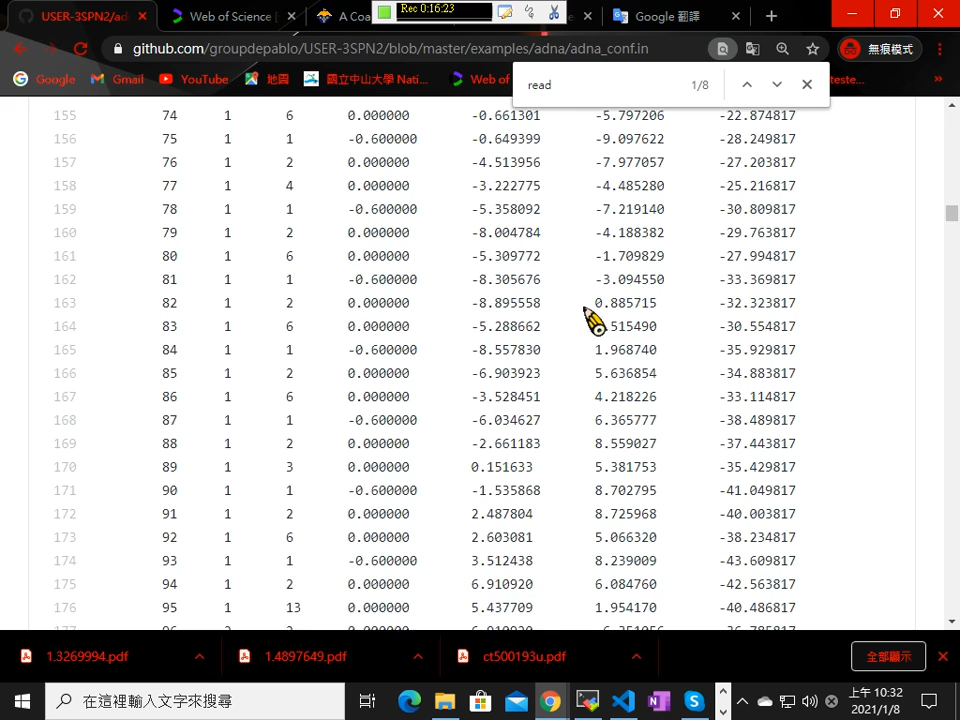 USER-3SPN2/ad
Web of Science [
A Coa
Rec 0:16:23
Google 翻譯
github.com/groupdepablo/USER-3SPN2/blob/master/examples/adna/adna_conf.in
無痕模式
Google
Gmail
YouTube
地圖
國立中山大學 Nati...
Web of
read
1/8
155 74 1 6 0.000000 -0.661301 -5.797206 -22.874817
156 75 1 1 -0.600000 -0.649399 -9.097622 -28.249817
157 76 1 2 0.000000 -4.513956 -7.977057 -27.203817
158 77 1 4 0.000000 -3.222775 -4.485280 -25.216817
159 78 1 1 -0.600000 -5.358092 -7.219140 -30.809817
160 79 1 2 0.000000 -8.004784 -4.188382 -29.763817
161 80 1 6 0.000000 -5.309772 -1.709829 -27.994817
162 81 1 1 -0.600000 -8.305676 -3.094550 -33.369817
163 82 1 2 0.000000 -8.895558 0.885715 -32.323817
164 83 1 6 0.000000 -5.288662 .515490 -30.554817
165 84 1 1 -0.600000 -8.557830 1.968740 -35.929817
166 85 1 2 0.000000 -6.903923 5.636854 -34.883817
167 86 1 6 0.000000 -3.528451 4.218226 -33.114817
168 87 1 1 -0.600000 -6.034627 6.365777 -38.489817
169 88 1 2 0.000000 -2.661183 8.559027 -37.443817
170 89 1 3 0.000000 0.151633 5.381753 -35.429817
171 90 1 1 -0.600000 -1.535868 8.702795 -41.049817
172 91 1 2 0.000000 2.487804 8.725968 -40.003817
173 92 1 6 0.000000 2.603081 5.066320 -38.234817
174 93 1 1 -0.600000 3.512438 8.239009 -43.609817
175 94 1 2 0.000000 6.910920 6.084760 -42.563817
176 95 1 13 0.000000 5.437709 1.954170 -40.486817
1.3269994.pdf
1.4897649.pdf
ct500193u.pdf
全部顯示
在這裡輸入文字來搜尋
上午 10:32
2021/1/8